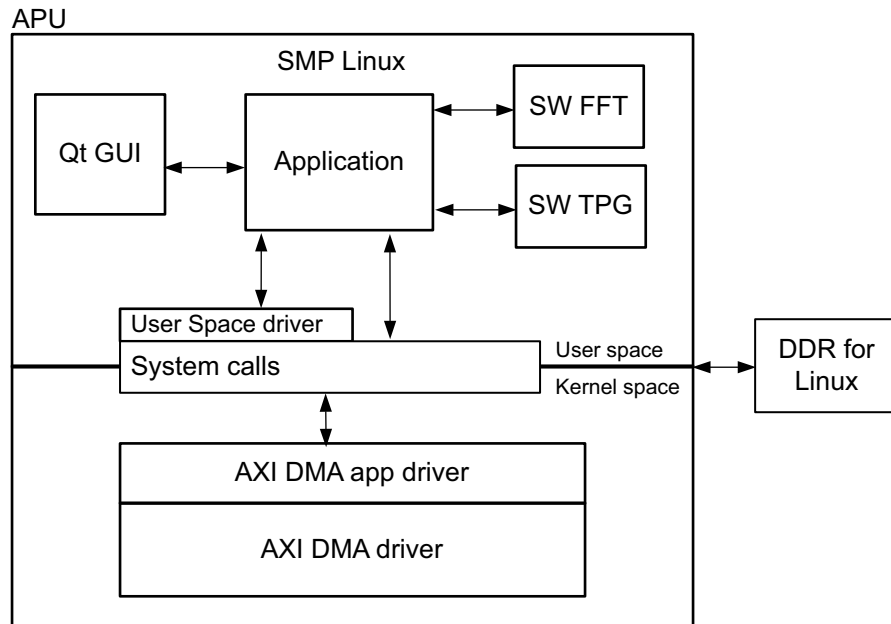 APU
SMP Linux
Qt GUI
Application
SW FFT
SW TPG
User Space driver
System calls
User space
Kernel space
DDR for
Linux
AXI DMA app driver
AXI DMA driver